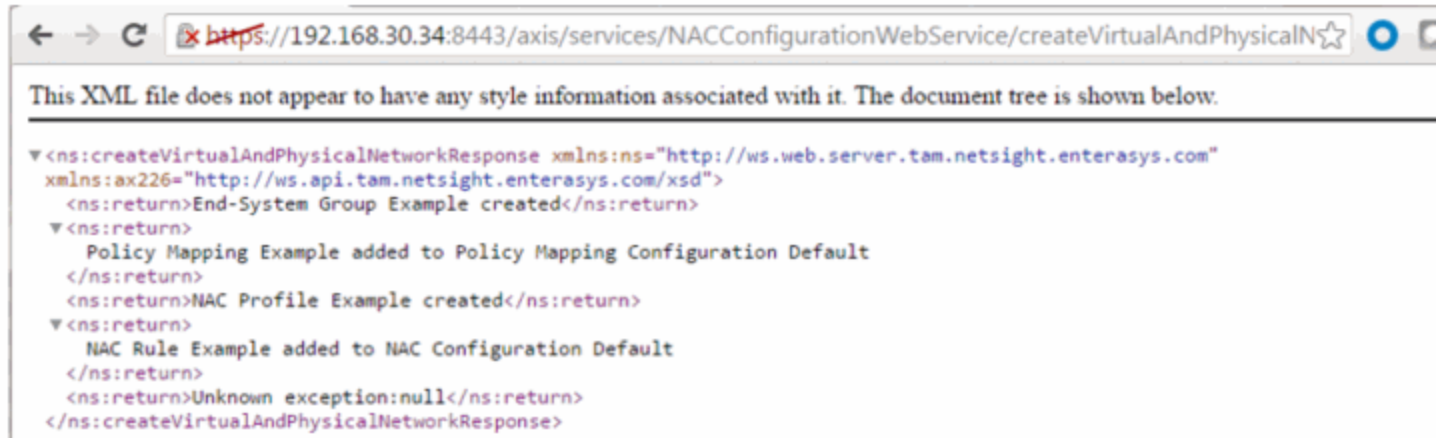 https://192.168.30.34:8443/axis/services/NACConfigurationWebService/createVirtualAndPhysicalN
This XML file does not appear to have any style information associated with it. The document tree is shown below.
▼<ns:createVirtualAndPhysicalNetworkResponse xmlns:ns="http://ws.web.server.tam.netsight.enterasys.com"
xmlns:ax226="http://ws.api.tam.netsight.enterasys.com/xsd">
<ns:return>End-System Group Example created</ns:return>
▼<ns:return>
Policy Mapping Example added to Policy Mapping Configuration Default
</ns:return>
<ns:return>NAC Profile Example created</ns:return>
▼<ns:return>
NAC Rule Example added to NAC Configuration Default
</ns:return>
<ns:return>Unknown exception:null</ns:return>
</ns:createVirtualAndPhysicalNetworkResponse>